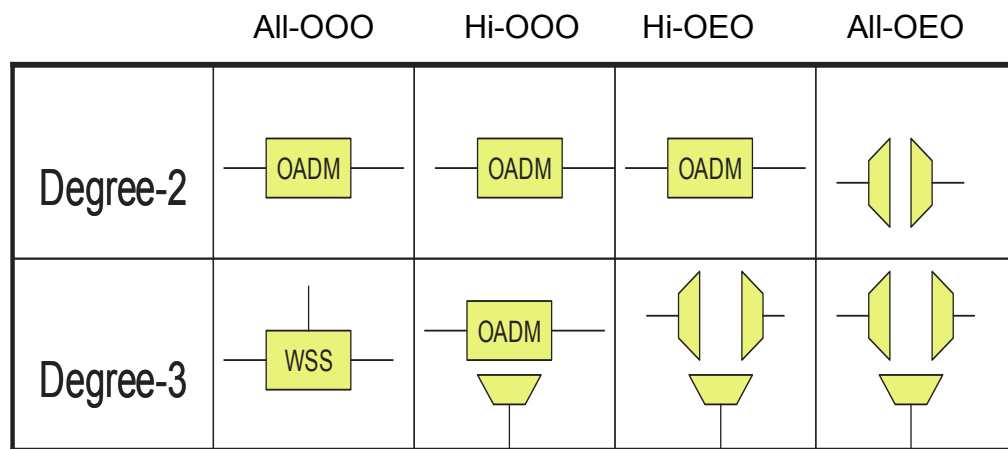 All-OOO Hi-OOO Hi-OEO All-OEO
Degree-2 OADM OADM OADM
Degree-3 WSS OADM